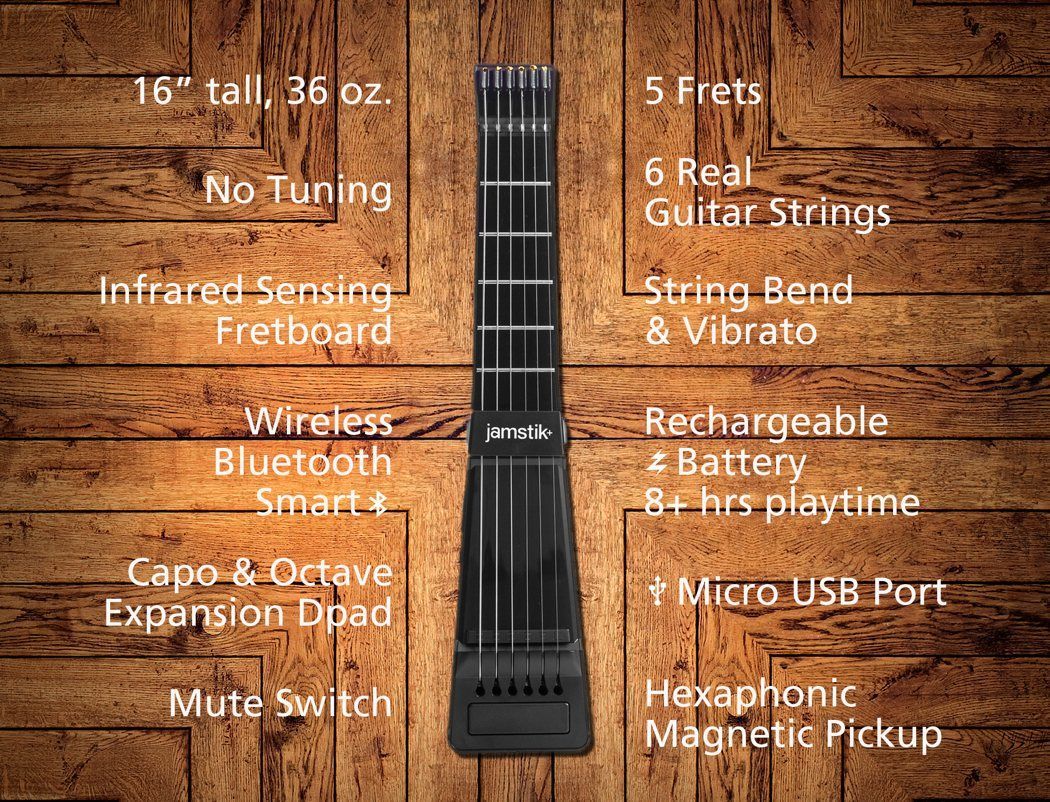 16” tall, 36 oz.
No Tuning
Infrared Sensing
Fretboard
Wireless
Bluetooth
Smart
Capo & Octave
Expansion Dpad
Mute Switch
jamstik+
5 Frets
6 Real
Guitar Strings
String Bend
& Vibrato
Rechargeable
Battery
8+ hrs playtime
Micro USB Port
Hexaphonic
Magnetic Pickup